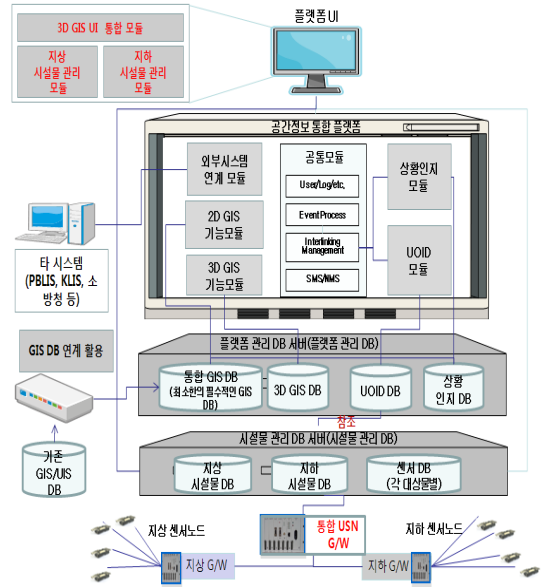 플랫폼 UI
3D GIS UI 통합 모듈
지상
시설물 관리
모듈
지하
시설물 관리
모듈
공간정보 통합 플랫폼
외부시스템
연계 모듈
2D GIS
기능모듈
3D GIS
기능모듈
공통모듈
User/Log/etc.
Event Process
Interlinking
Management
SMS/NMS
상황인지
모듈
UOID
모듈
타 시스템
(PBLIS, KLIS, 소
방청 등)
GIS DB 연계 활용
플랫폼 관리 DB 서버(플랫폼 관리 DB)
통합 GIS DB
(최소한의 필수적인 GIS
DB)
3D GIS DB
UOID DB
상황
인지 DB
참조
기존
GIS/UIS
DB
시설물 관리 DB 서버(시설물 관리 DB)
지상
시설물 DB
지하
시설물 DB
센서 DB
(각 대상물별)
통합 USN
G/W
지상 센서노드
지하 센서노드
지상 G/W
지하 G/W